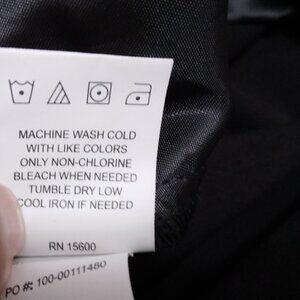 MACHINE WASH COLD
WITH LIKE COLORS
ONLY NON-CHLORINE
BLEACH WHEN NEEDED
TUMBLE DRY LOW
COOL IRON IF NEEDED
RN 15600
PO #: 100-00111480